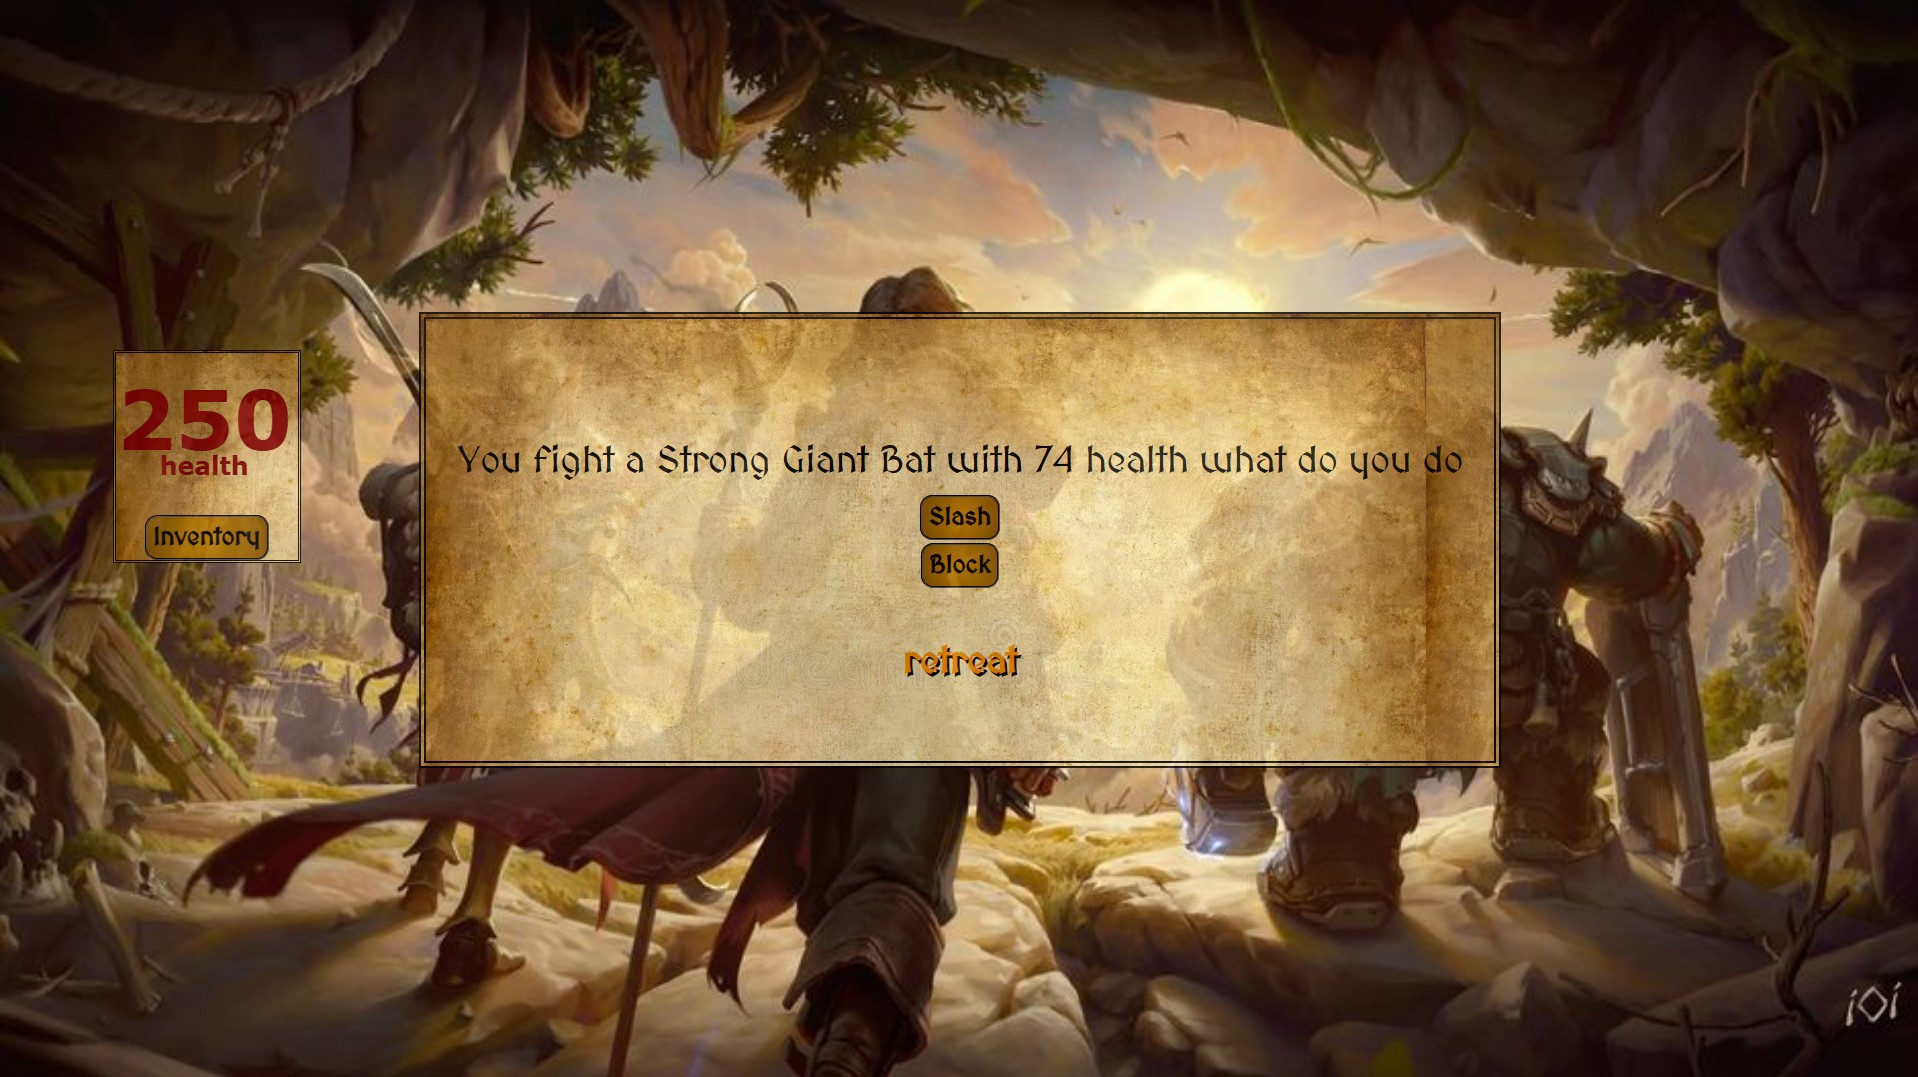 250
health
Inventory
You fight a Strong Giant Bat with 74 health what do you do
Slash
Block
retreat